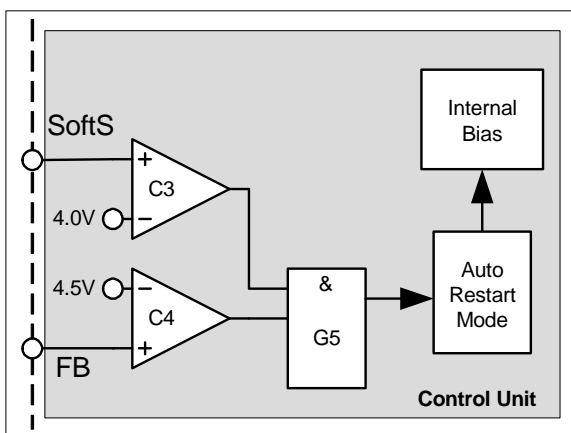 SoftS
+
C3
4.0V
−
4.5V
−
C4
+
FB
&
G5
Internal
Bias
Auto
Restart
Mode
Control Unit